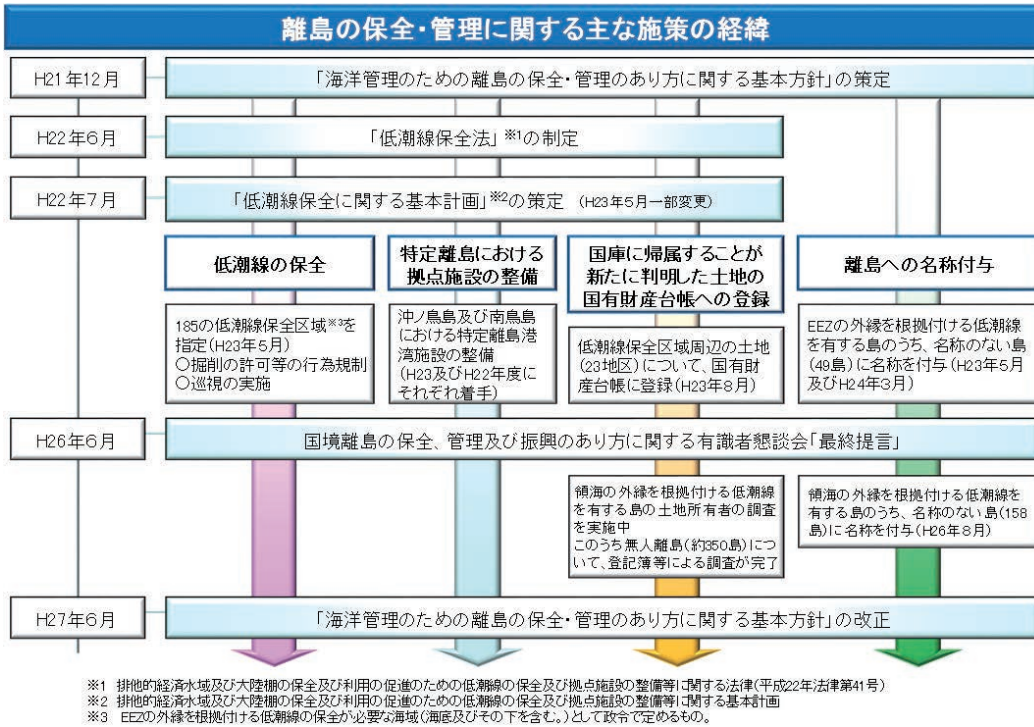 離島の保全・管理に関する主な施策の経緯
H21年12月
「海洋管理のための離島の保全・管理のあり方に関する基本方針」の策定
H22年6月
「低潮線保全法」※1の制定
H22年7月
「低潮線保全に関する基本計画」※2の策定 (H23年5月一部変更)
低潮線の保全
185の低潮線保全区域※3を
指定(H23年5月)
○掘削の許可等の行為規制
○巡視の実施
特定離島における
拠点施設の整備
沖ノ鳥島及び南鳥島
における特定離島港
湾施設の整備
(H23及びH22年度に
それぞれ着手)
国庫に帰属することが
新たに判明した土地の
国有財産台帳への登録
低潮線保全区域周辺の土地
(23地区)について、国有財
産台帳に登録(H23年8月)
離島への名称付与
EEZの外縁を根拠付ける低潮線
を有する島のうち、名称のない島
(49島)に名称を付与(H23年5月
及びH24年3月)
H26年6月
国境離島の保全、管理及び振興のあり方に関する有識者懇談会「最終提言」
領海の外縁を根拠付ける低潮線
を有する島の土地所有者の調査
を実施中
このうち無人離島(約350島)につ
いて、登記簿等による調査が完了
領海の外縁を根拠付ける低潮線を
有する島のうち、名称のない島(158
島)に名称を付与(H26年8月)
H27年6月
「海洋管理のための離島の保全・管理のあり方に関する基本方針」の改正
※1 排他的経済水域及び大陸棚の保全及び利用の促進のための低潮線の保全及び拠点施設の整備等に関する法律(平成22年法律第41号)
※2 排他的経済水域及び大陸棚の保全及び利用の促進のための低潮線の保全及び拠点施設の整備等に関する基本計画
※3 EEZの外縁を根拠付ける低潮線の保全が必要な海域(海底及びその下を含む。)として政令で定めるもの。